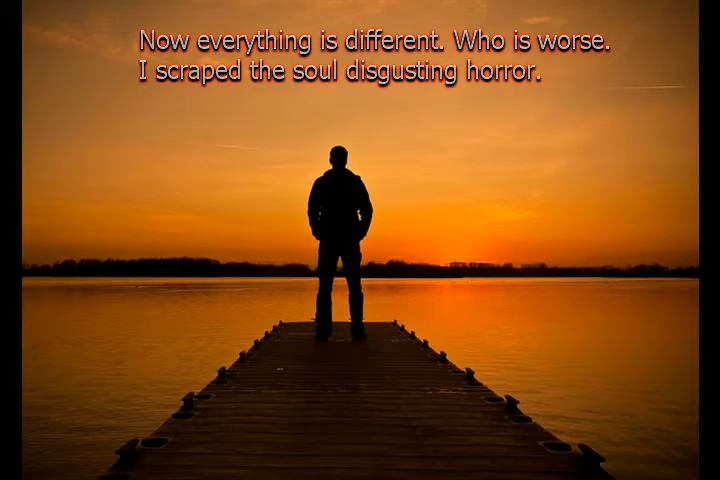 Now everything is different. Who is worse.
I scraped the soul disgusting horror.